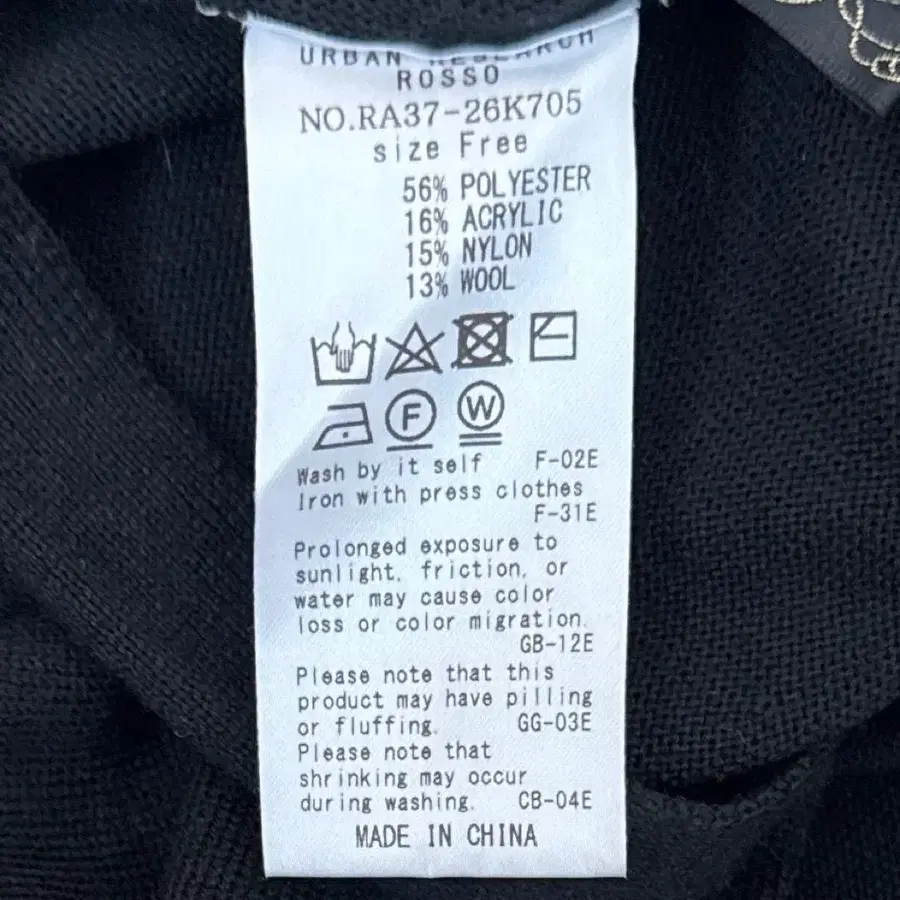 URBAN RESEARCH
ROSSO
NO.RA37-26K705
size Free
56% POLYESTER
16% ACRYLIC
15% NYLON
13% WOOL
F W
Wash by it self F-02E
Iron with press clothes
F-31E
Prolonged exposure to
sunlight, friction, or
water may cause color
loss or color migration.
GB-12E
Please note that this
product may have pilling
or fluffing. GG-03E
Please note that
shrinking may occur
during washing. CB-04E
MADE IN CHINA